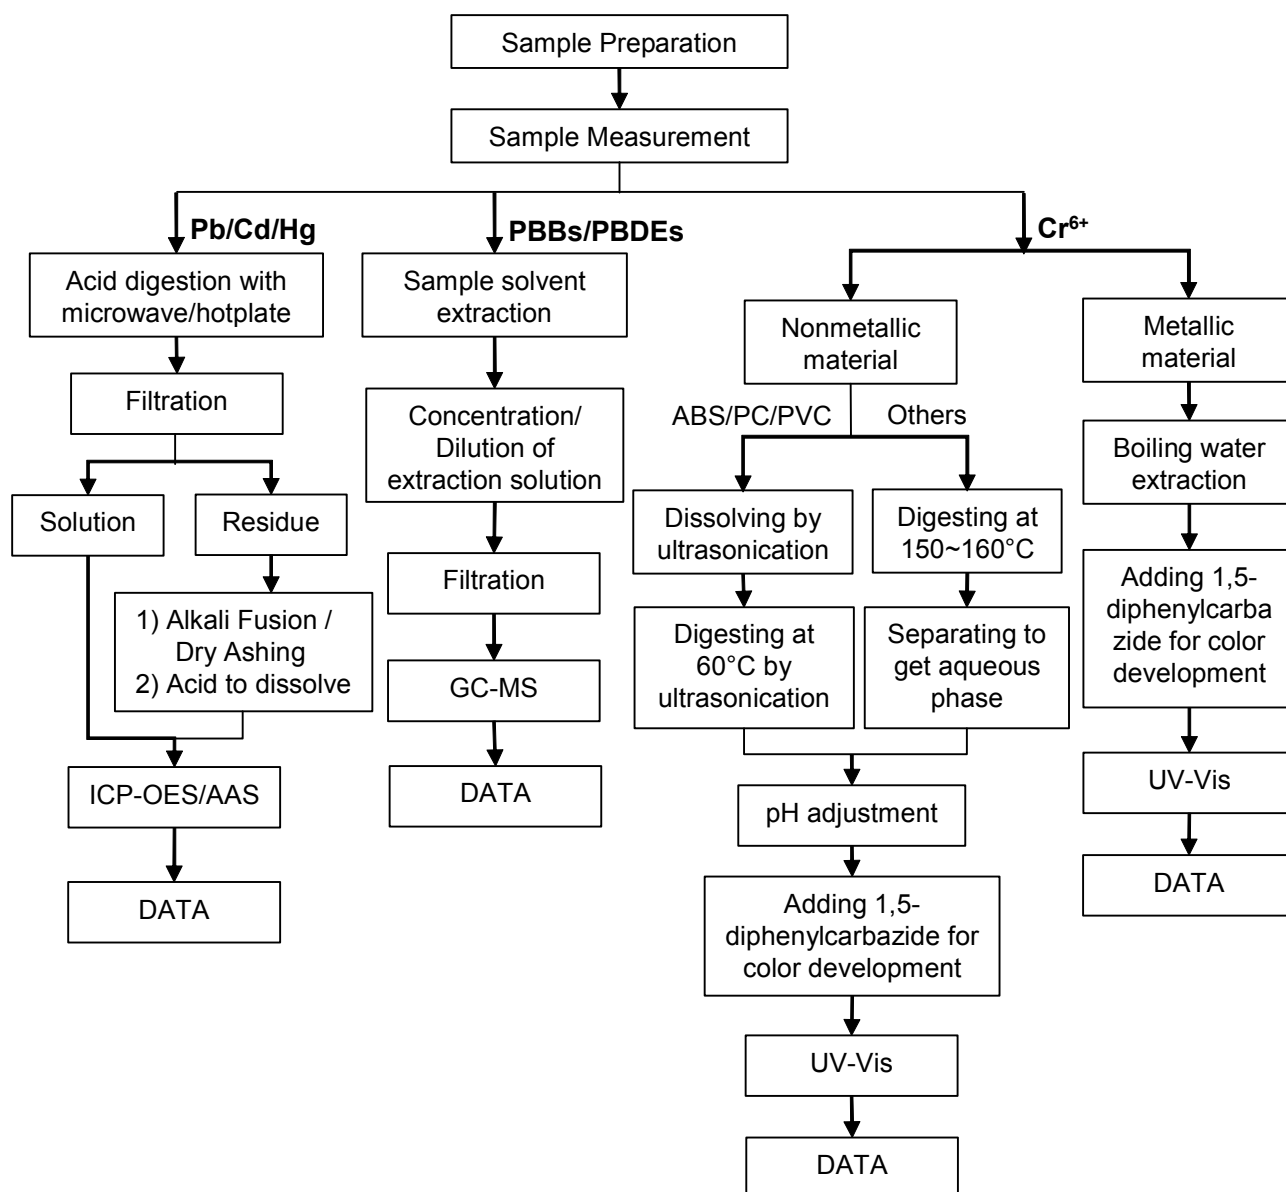 Sample Preparation
Sample Measurement
Pb/Cd/Hg
Acid digestion with
microwave/hotplate
Filtration
Solution
Residue
1) Alkali Fusion /
Dry Ashing
2) Acid to dissolve
ICP-OES/AAS
DATA
PBBs/PBDEs
Sample solvent
extraction
Concentration/
Dilution of
extraction solution
Filtration
GC-MS
DATA
Cr⁶⁺
Nonmetallic
material
ABS/PC/PVC
Others
Dissolving by
ultrasonication
Digesting at
60°C by
ultrasonication
Digesting at
150~160°C
Separating to
get aqueous
phase
pH adjustment
Adding 1,5-
diphenylcarbazide for
color development
UV-Vis
DATA
Metallic
material
Boiling water
extraction
Adding 1,5-
diphenylcarba
zide for color
development
UV-Vis
DATA